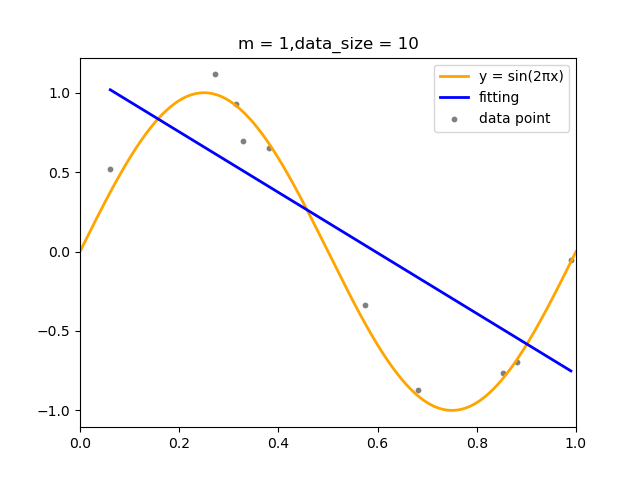 m = 1,data_size = 10
y = sin(2πx)
fitting
data point
1.0
0.5
0.0
−0.5
−1.0
0.0 0.2 0.4 0.6 0.8 1.0